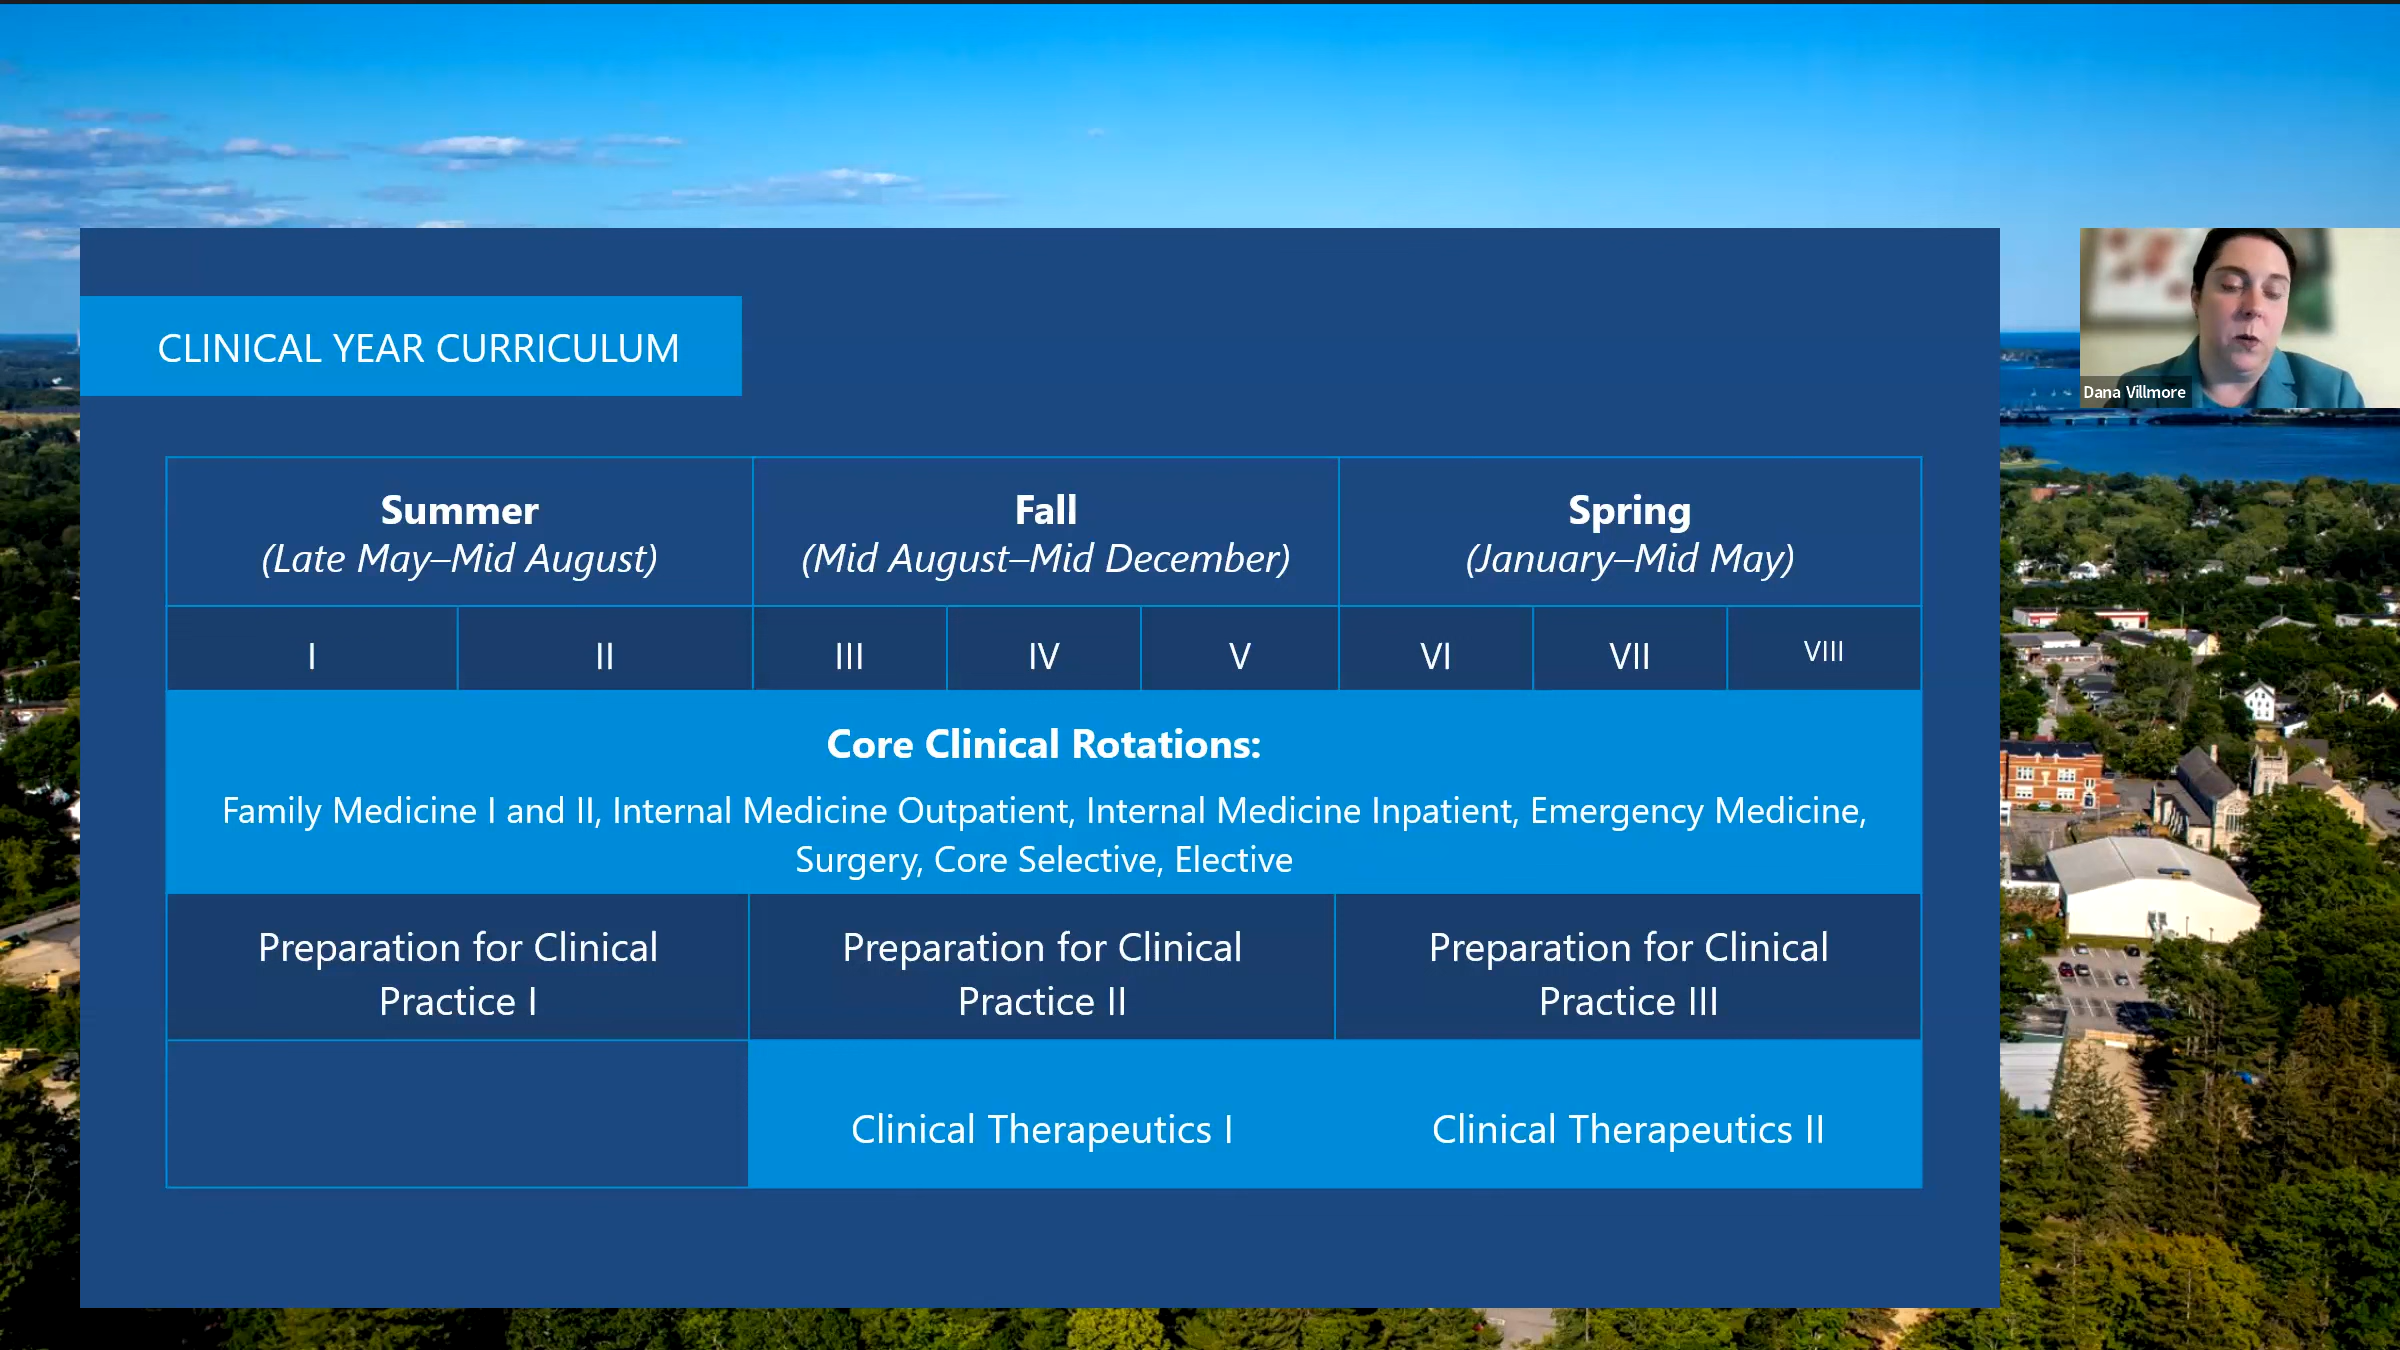 CLINICAL YEAR CURRICULUM
Dana Villmore
Summer
(Late May–Mid August)
Fall
(Mid August–Mid December)
Spring
(January–Mid May)
I
II
III
IV
V
VI
VII
VIII
Core Clinical Rotations:
Family Medicine I and II, Internal Medicine Outpatient, Internal Medicine Inpatient, Emergency Medicine,
Surgery, Core Selective, Elective
Preparation for Clinical
Practice I
Preparation for Clinical
Practice II
Preparation for Clinical
Practice III
Clinical Therapeutics I
Clinical Therapeutics II